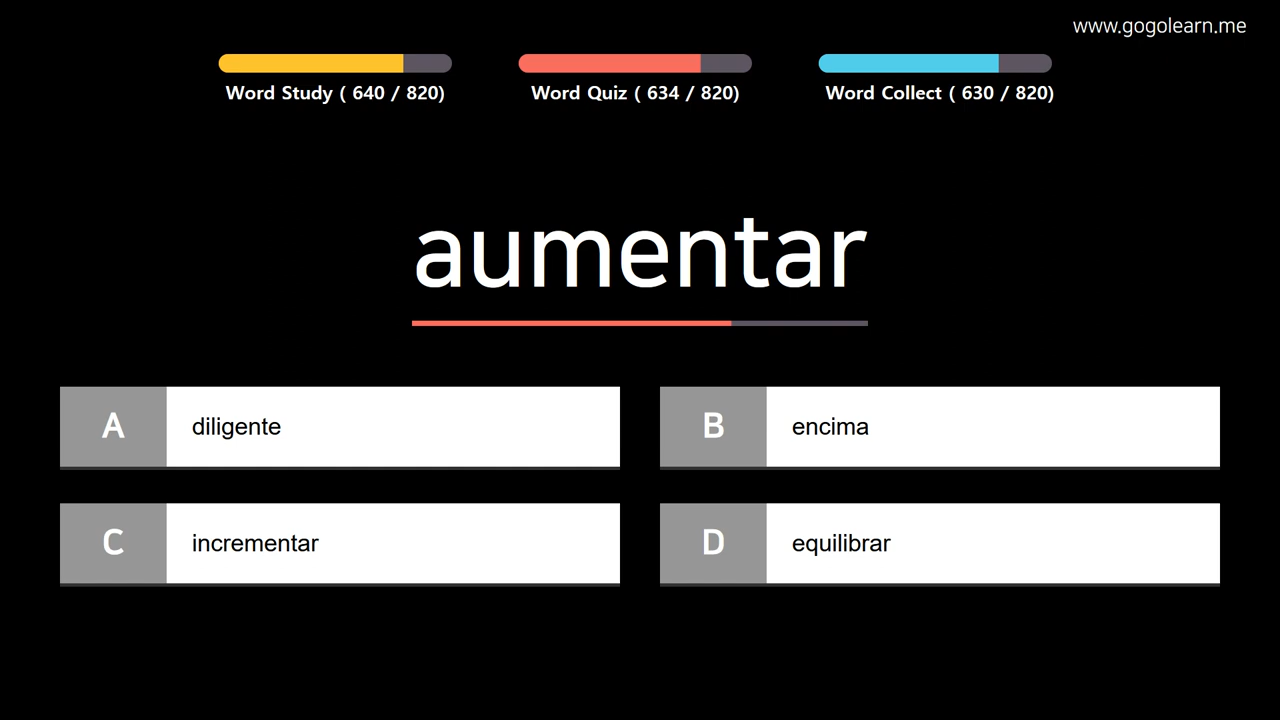 www.gogolearn.me
Word Study ( 640 / 820)
Word Quiz ( 634 / 820)
Word Collect ( 630 / 820)
aumentar
A diligente
B encima
C incrementar
D equilibrar